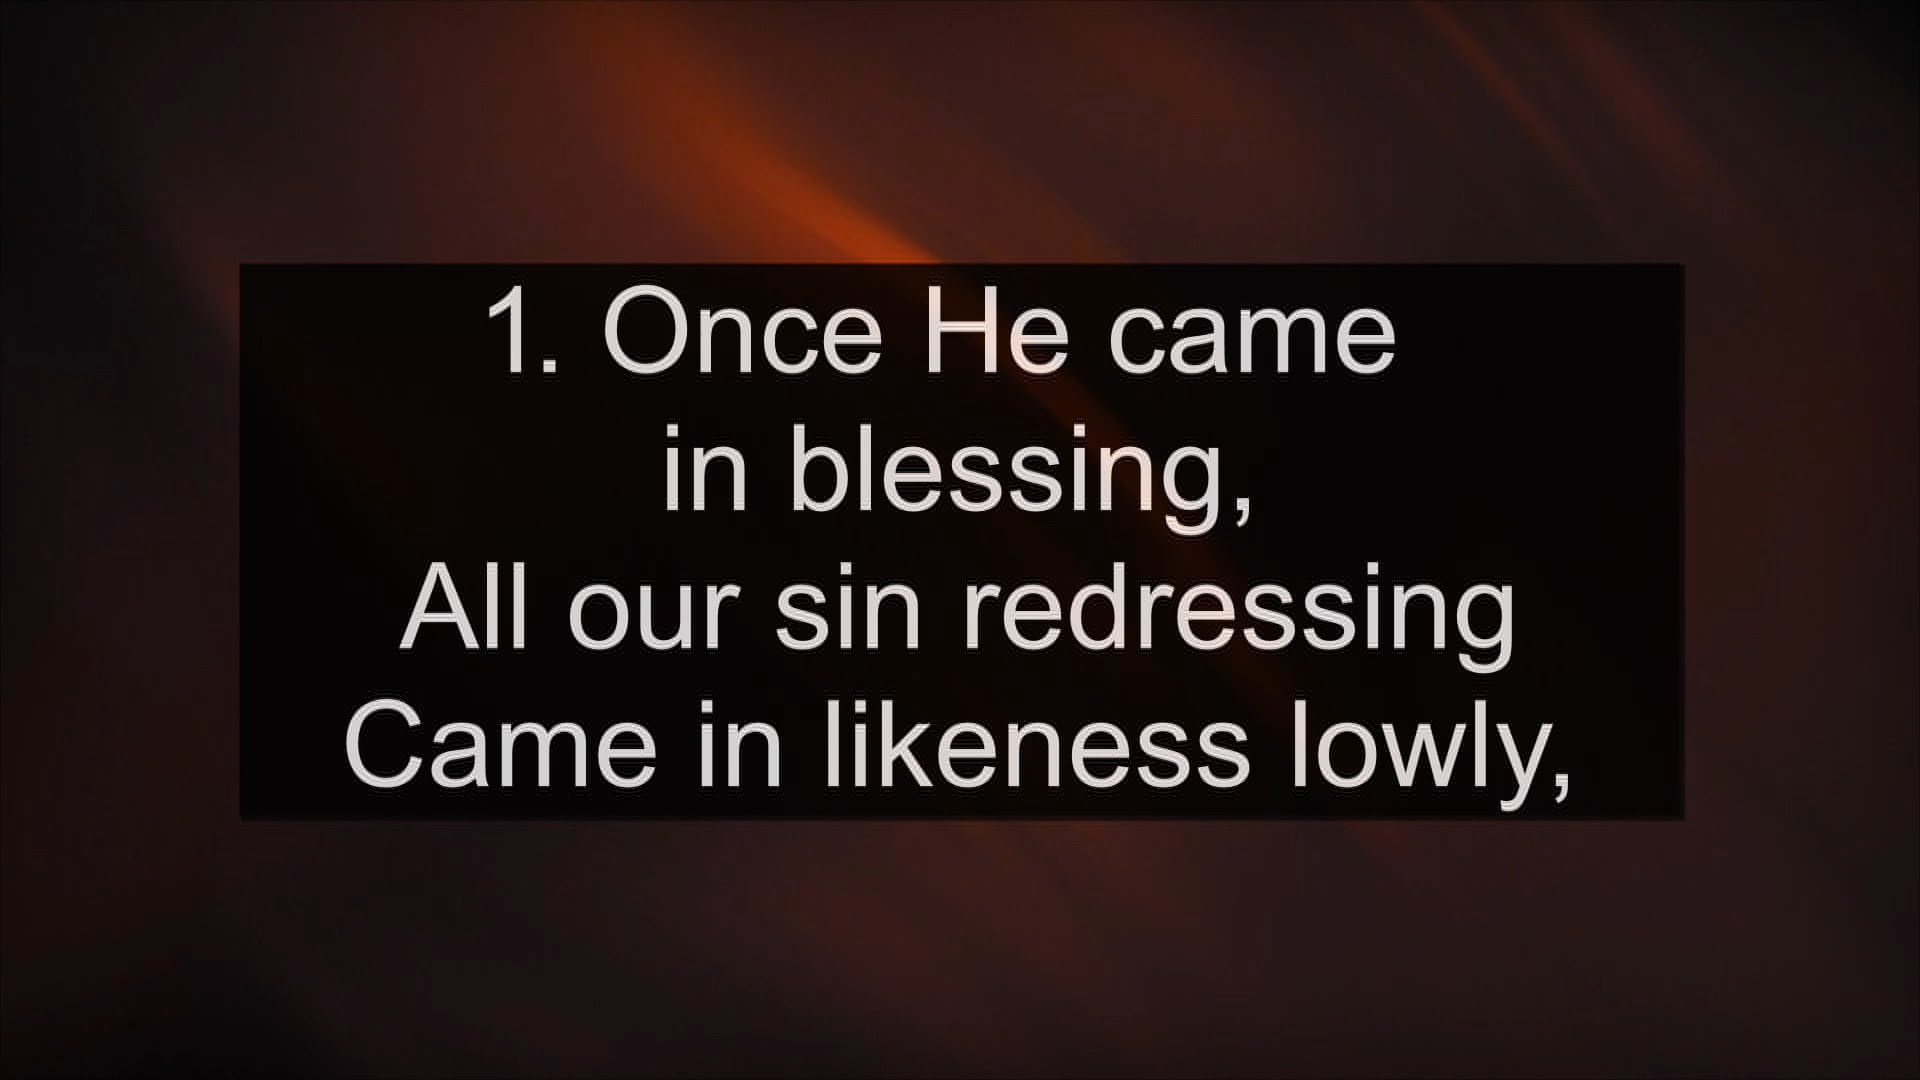 1. Once He came
in blessing,
All our sin redressing
Came in likeness lowly,